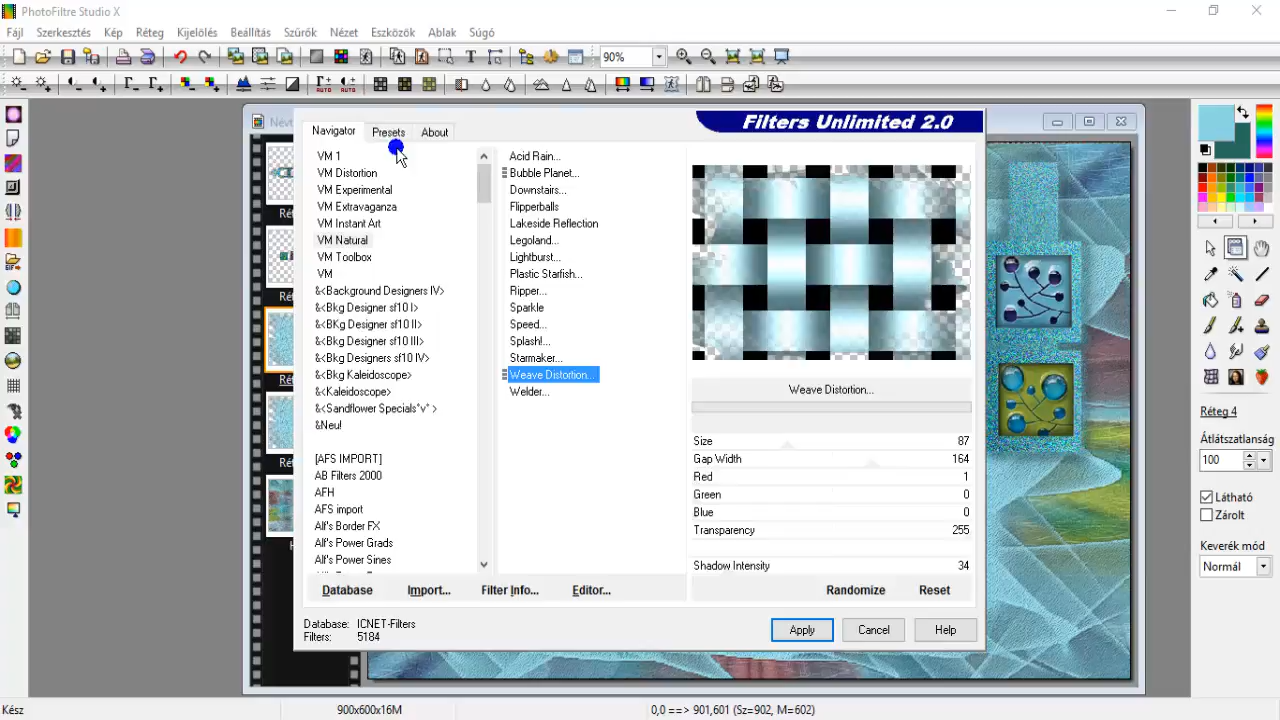 PhotoFiltre Studio X
Fájl Szerkesztés Kép Réteg Kijelölés Beállítás Szűrők Nézet Eszközök Ablak Súgó
90%
AUTO AUTO
Navigator Presets About
Filters Unlimited 2.0
VM 1
VM Distortion
VM Experimental
VM Extravaganza
VM Instant Art
VM Natural
VM Toolbox
VM
&<Background Designers IV>
&<Bkg Designer sf10 I>
&<Bkg Designer sf10 II>
&<Bkg Designer sf10 III>
&<Bkg Designers sf10 IV>
&<Bkg Kaleidoscope>
&<Kaleidoscope>
&<Sandflower Specials°v° >
&Neu!
[AFS IMPORT]
AB Filters 2000
AFH
AFS import
Alf's Border FX
Alf's Power Grads
Alf's Power Sines
Acid Rain...
Bubble Planet...
Downstairs...
Flipperballs
Lakeside Reflection
Legoland...
Lightburst...
Plastic Starfish...
Ripper...
Sparkle
Speed...
Splash!...
Starmaker...
Weave Distortion...
Welder...
Weave Distortion...
Size 87
Gap Width 164
Red 1
Green 0
Blue 0
Transparency 255
Shadow Intensity 34
Database Import... Filter Info... Editor... Randomize Reset
Database: ICNET-Filters
Filters: 5184
Apply Cancel Help
Réteg 4
Átlátszatlanság
100
Látható
Zárolt
Keverék mód
Normál
Kész 900x600x16M 0,0 ==> 901,601 (Sz=902, M=602)